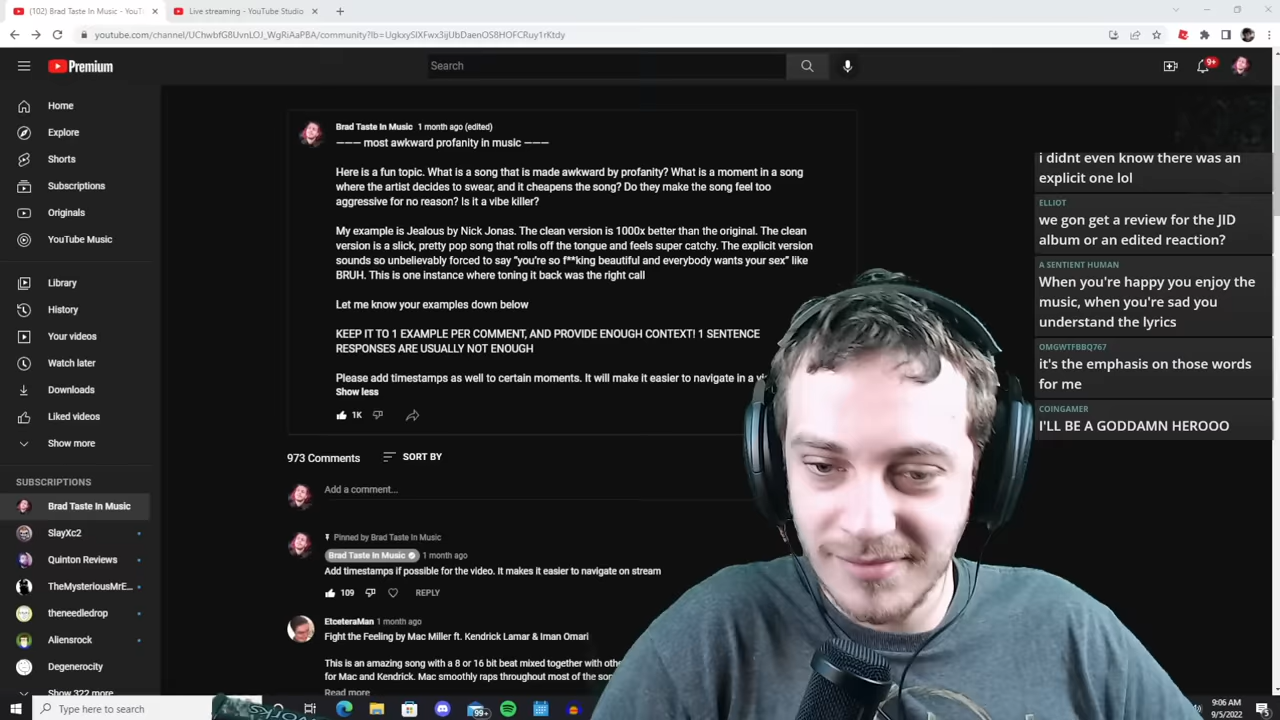 (102) Brad Taste In Music - YouT
Live streaming - YouTube Studio
youtube.com/channel/UChwbfG8UvnLOJ_WgRiAaPBA/community?lb=UgkxySlXFwx3ijUbDaenOS8HOFCRuy1rKtdy
Premium
Search
9+
Home
Explore
Shorts
Subscriptions
Originals
YouTube Music
Library
History
Your videos
Watch later
Downloads
Liked videos
Show more
SUBSCRIPTIONS
Brad Taste In Music
SlayXc2
Quinton Reviews
TheMysteriousMrE...
theneedledrop
Aliensrock
Degenerocity
Show 322 more
Brad Taste In Music 1 month ago (edited)
——— most awkward profanity in music ———
Here is a fun topic. What is a song that is made awkward by profanity? What is a moment in a song
where the artist decides to swear, and it cheapens the song? Do they make the song feel too
aggressive for no reason? Is it a vibe killer?
My example is Jealous by Nick Jonas. The clean version is 1000x better than the original. The clean
version is a slick, pretty pop song that rolls off the tongue and feels super catchy. The explicit version
sounds so unbelievably forced to say “you're so f**king beautiful and everybody wants your sex” like
BRUH. This is one instance where toning it back was the right call
Let me know your examples down below
KEEP IT TO 1 EXAMPLE PER COMMENT, AND PROVIDE ENOUGH CONTEXT! 1 SENTENCE
RESPONSES ARE USUALLY NOT ENOUGH
Please add timestamps as well to certain moments. It will make it easier to navigate in a
Show less
1K
973 Comments
SORT BY
Add a comment...
Pinned by Brad Taste In Music
Brad Taste In Music 1 month ago
Add timestamps if possible for the video. It makes it easier to navigate on stream
109
REPLY
EtceteraMan 1 month ago
Fight the Feeling by Mac Miller ft. Kendrick Lamar & Iman Omari
This is an amazing song with a 8 or 16 bit beat mixed together with
for Mac and Kendrick. Mac smoothly raps throughout most of the
Read more
i didnt even know there was an
explicit one lol
ELLIOT
we gon get a review for the JID
album or an edited reaction?
A SENTIENT HUMAN
When you're happy you enjoy the
music, when you're sad you
understand the lyrics
OMGWTFBBQ767
it's the emphasis on those words
for me
COINGAMER
I'LL BE A GODDAMN HEROOO
Type here to search
99+
9:06 AM
9/5/2022
5